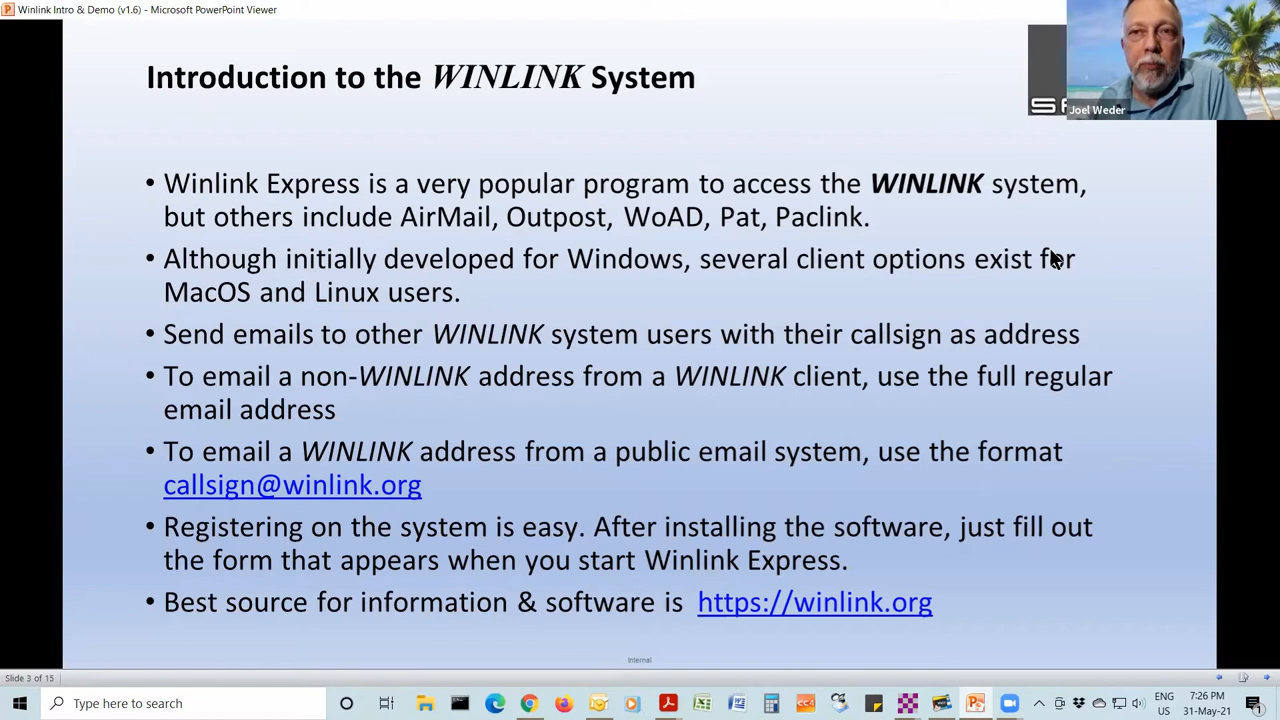 Winlink Intro & Demo (v1.6) - Microsoft PowerPoint Viewer
Introduction to the WINLINK System
Joel Weder
• Winlink Express is a very popular program to access the WINLINK system,
but others include AirMail, Outpost, WoAD, Pat, Paclink.
• Although initially developed for Windows, several client options exist for
MacOS and Linux users.
• Send emails to other WINLINK system users with their callsign as address
• To email a non-WINLINK address from a WINLINK client, use the full regular
email address
• To email a WINLINK address from a public email system, use the format
callsign@winlink.org
• Registering on the system is easy. After installing the software, just fill out
the form that appears when you start Winlink Express.
• Best source for information & software is https://winlink.org
Internal
Slide 3 of 15
Type here to search
CC4
ENG
US
7:26 PM
31-May-21
1